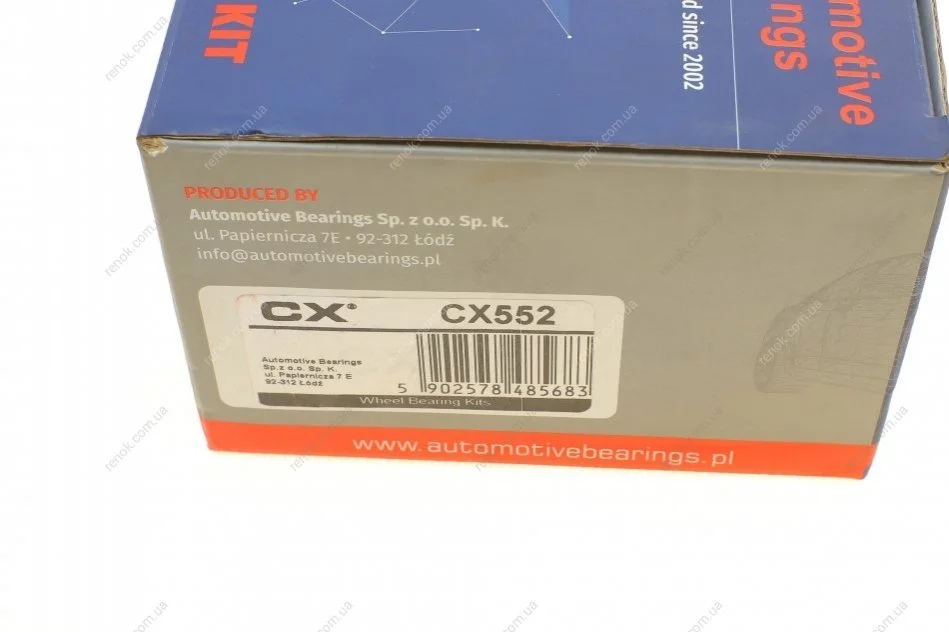 KIT
d since 2002
motive
ngs
PRODUCED BY
Automotive Bearings Sp. z o.o. Sp. K.
ul. Papiernicza 7E • 92-312 Łódź
info@automotivebearings.pl
CX® CX552
Automotive Bearings
Sp.z o.o. Sp. K.
ul. Papiernicza 7 E
92-312 Łódź
5 902578 485683
Wheel Bearing Kits
www.automotivebearings.pl
renok.com.ua